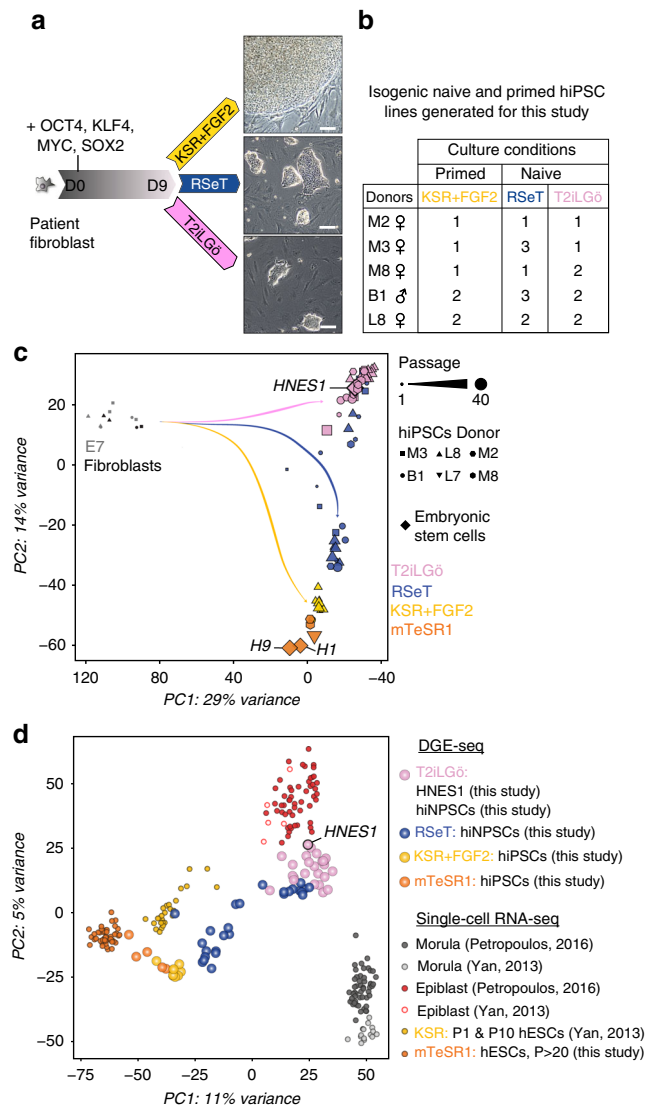 a
+ OCT4, KLF4,
MYC, SOX2
D0
D9
Patient
fibroblast
KSR+FGF2
RSeT
T2iLGö
b
Isogenic naive and primed hiPSC
lines generated for this study
Culture conditions
Primed Naive
Donors KSR+FGF2 RSeT T2iLGö
M2 ♀ 1 1 1
M3 ♀ 1 3 1
M8 ♀ 1 1 2
B1 ♂ 2 3 2
L8 ♀ 2 2 2
c
20
0
−20
−40
−60
PC2: 14% variance
120 80 40 0 −40
PC1: 29% variance
E7
Fibroblasts
HNES1
H9
H1
Passage
1 40
hiPSCs Donor
M3 L8 M2
B1 L7 M8
Embryonic
stem cells
T2iLGö
RSeT
KSR+FGF2
mTeSR1
d
50
25
0
−25
−50
PC2: 5% variance
−75 −50 −25 0 25 50
PC1: 11% variance
HNES1
DGE-seq
T2iLGö:
HNES1 (this study)
hiNPSCs (this study)
RSeT: hiNPSCs (this study)
KSR+FGF2: hiPSCs (this study)
mTeSR1: hiPSCs (this study)
Single-cell RNA-seq
Morula (Petropoulos, 2016)
Morula (Yan, 2013)
Epiblast (Petropoulos, 2016)
Epiblast (Yan, 2013)
KSR: P1 & P10 hESCs (Yan, 2013)
mTeSR1: hESCs, P>20 (this study)